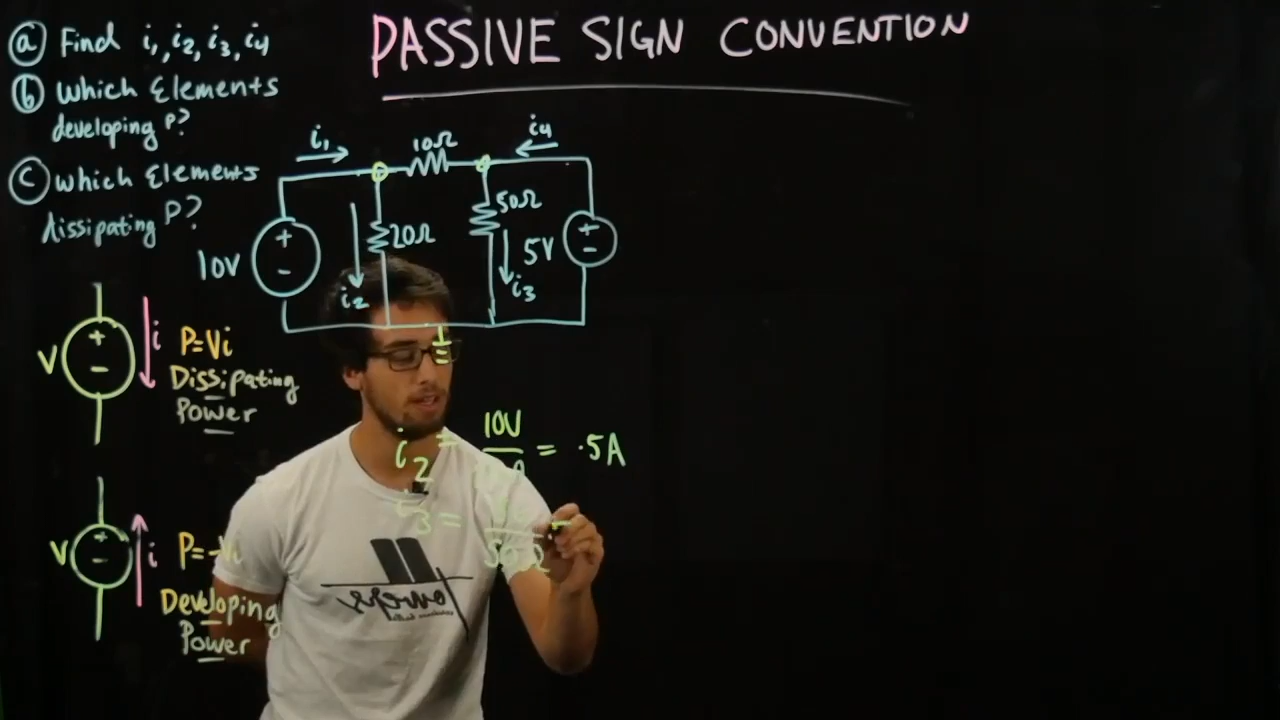 PASSIVE SIGN CONVENTION
ⓐ Find i1, i2, i3, i4
ⓑ Which Elements
developing P?
ⓒ Which Elements
dissipating P?
i1
10Ω
i4
50Ω
20Ω
5V
+
-
10V
+
-
i2
i3
V
+
-
i
P=Vi
Dissipating
Power
i2 = 10V = .5A
i3 =
50Ω
V
+
-
i
P=-Vi
Developing
Power